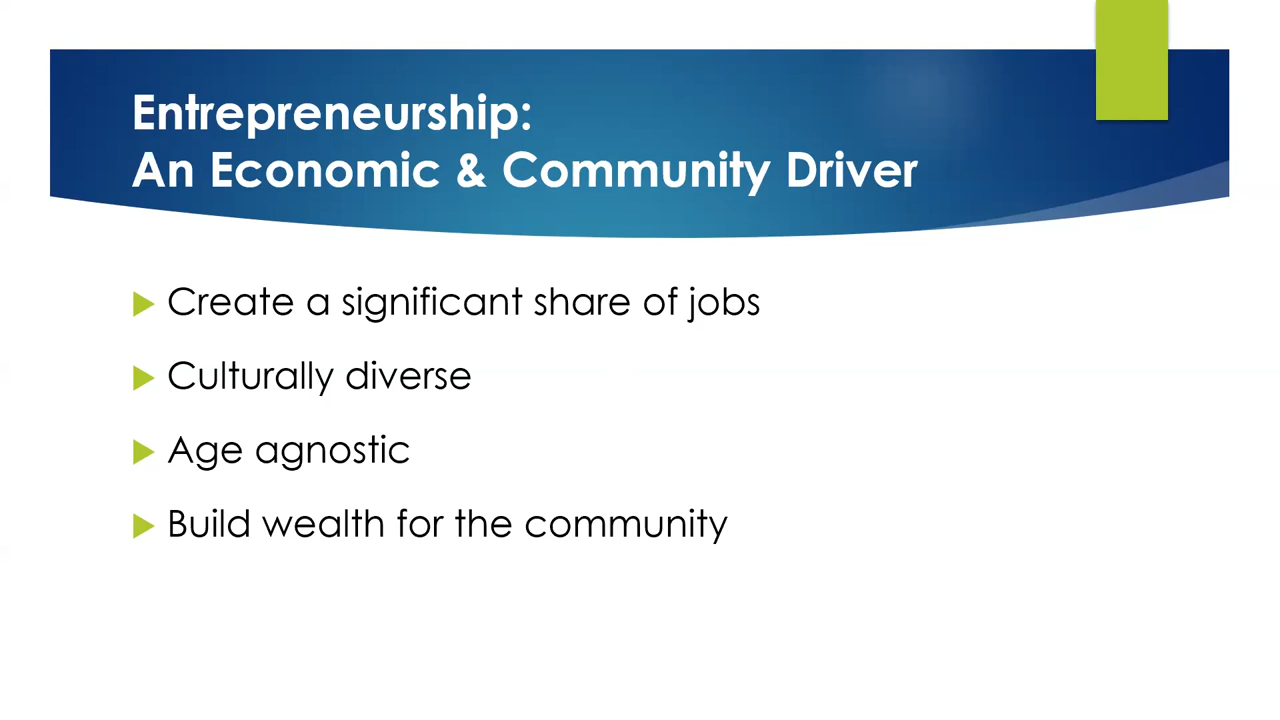 Entrepreneurship:
An Economic & Community Driver
Create a significant share of jobs
Culturally diverse
Age agnostic
Build wealth for the community